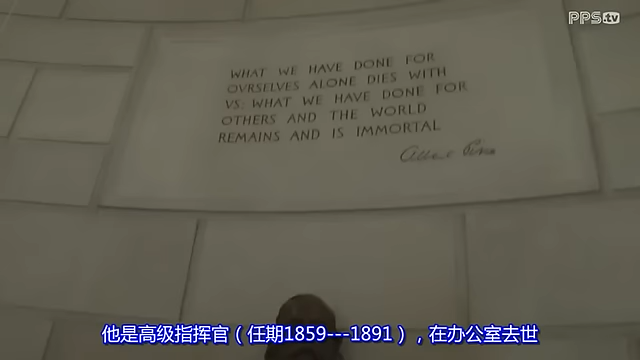 PPS.tv
WHAT WE HAVE DONE FOR
OVRSELVES ALONE DIES WITH
VS; WHAT WE HAVE DONE FOR
OTHERS AND THE WORLD
REMAINS AND IS IMMORTAL
Albert Pike
他是高级指挥官（任期1859---1891），在办公室去世